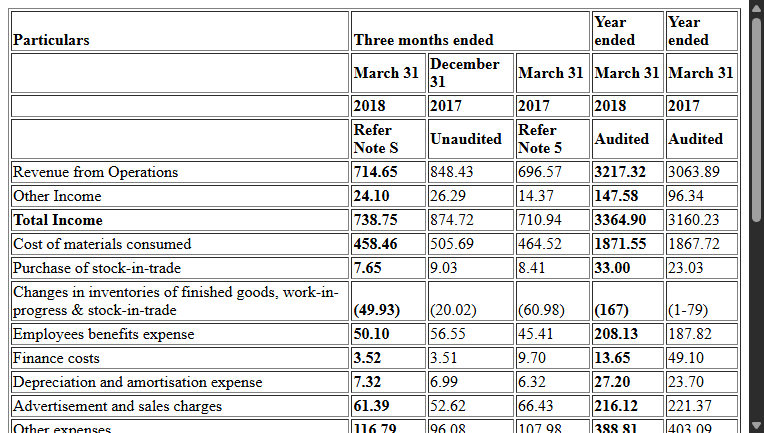 Particulars Three months ended Year ended Year ended
March 31 December 31 March 31 March 31 March 31
2018 2017 2017 2018 2017
Refer Note S Unaudited Refer Note 5 Audited Audited
Revenue from Operations 714.65 848.43 696.57 3217.32 3063.89
Other Income 24.10 26.29 14.37 147.58 96.34
Total Income 738.75 874.72 710.94 3364.90 3160.23
Cost of materials consumed 458.46 505.69 464.52 1871.55 1867.72
Purchase of stock-in-trade 7.65 9.03 8.41 33.00 23.03
Changes in inventories of finished goods, work-in-
progress & stock-in-trade (49.93) (20.02) (60.98) (167) (1-79)
Employees benefits expense 50.10 56.55 45.41 208.13 187.82
Finance costs 3.52 3.51 9.70 13.65 49.10
Depreciation and amortisation expense 7.32 6.99 6.32 27.20 23.70
Advertisement and sales charges 61.39 52.62 66.43 216.12 221.37
Other expenses 116.79 96.08 107.98 388.81 403.09